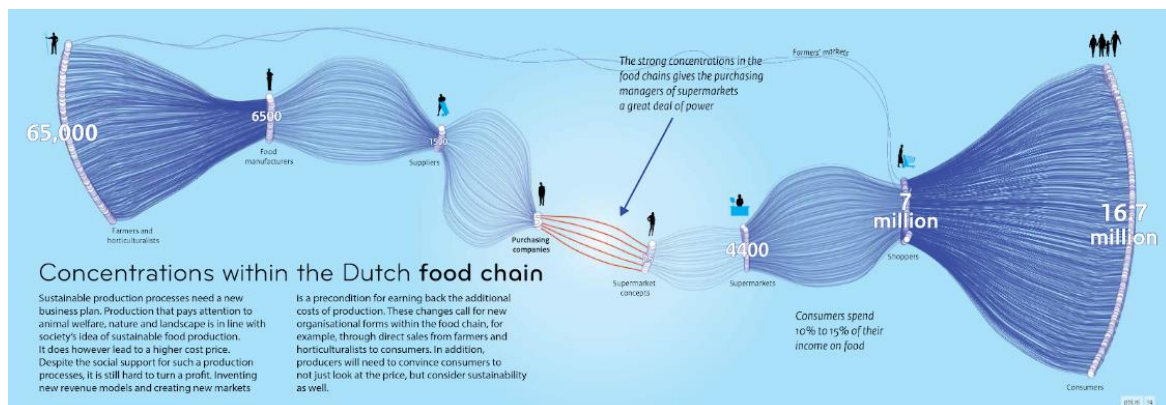 Farmers' markets
The strong concentrations in the
food chains gives the purchasing
managers of supermarkets
a great deal of power
65,000
6500
1500
7
million
16.7
million
4400
Food
manufacturers
Suppliers
Farmers and
horticulturalists
Purchasing
companies
Supermarket
concepts
Supermarkets
Shoppers
Consumers
Concentrations within the Dutch food chain
Sustainable production processes need a new
business plan. Production that pays attention to
animal welfare, nature and landscape is in line with
society's idea of sustainable food production.
It does however lead to a higher cost price.
Despite the social support for such a production
processes, it is still hard to turn a profit. Inventing
new revenue models and creating new markets
is a precondition for earning back the additional
costs of production. These changes call for new
organisational forms within the food chain, for
example, through direct sales from farmers and
horticulturalists to consumers. In addition,
producers will need to convince consumers to
not just look at the price, but consider sustainability
as well.
Consumers spend
10% to 15% of their
income on food